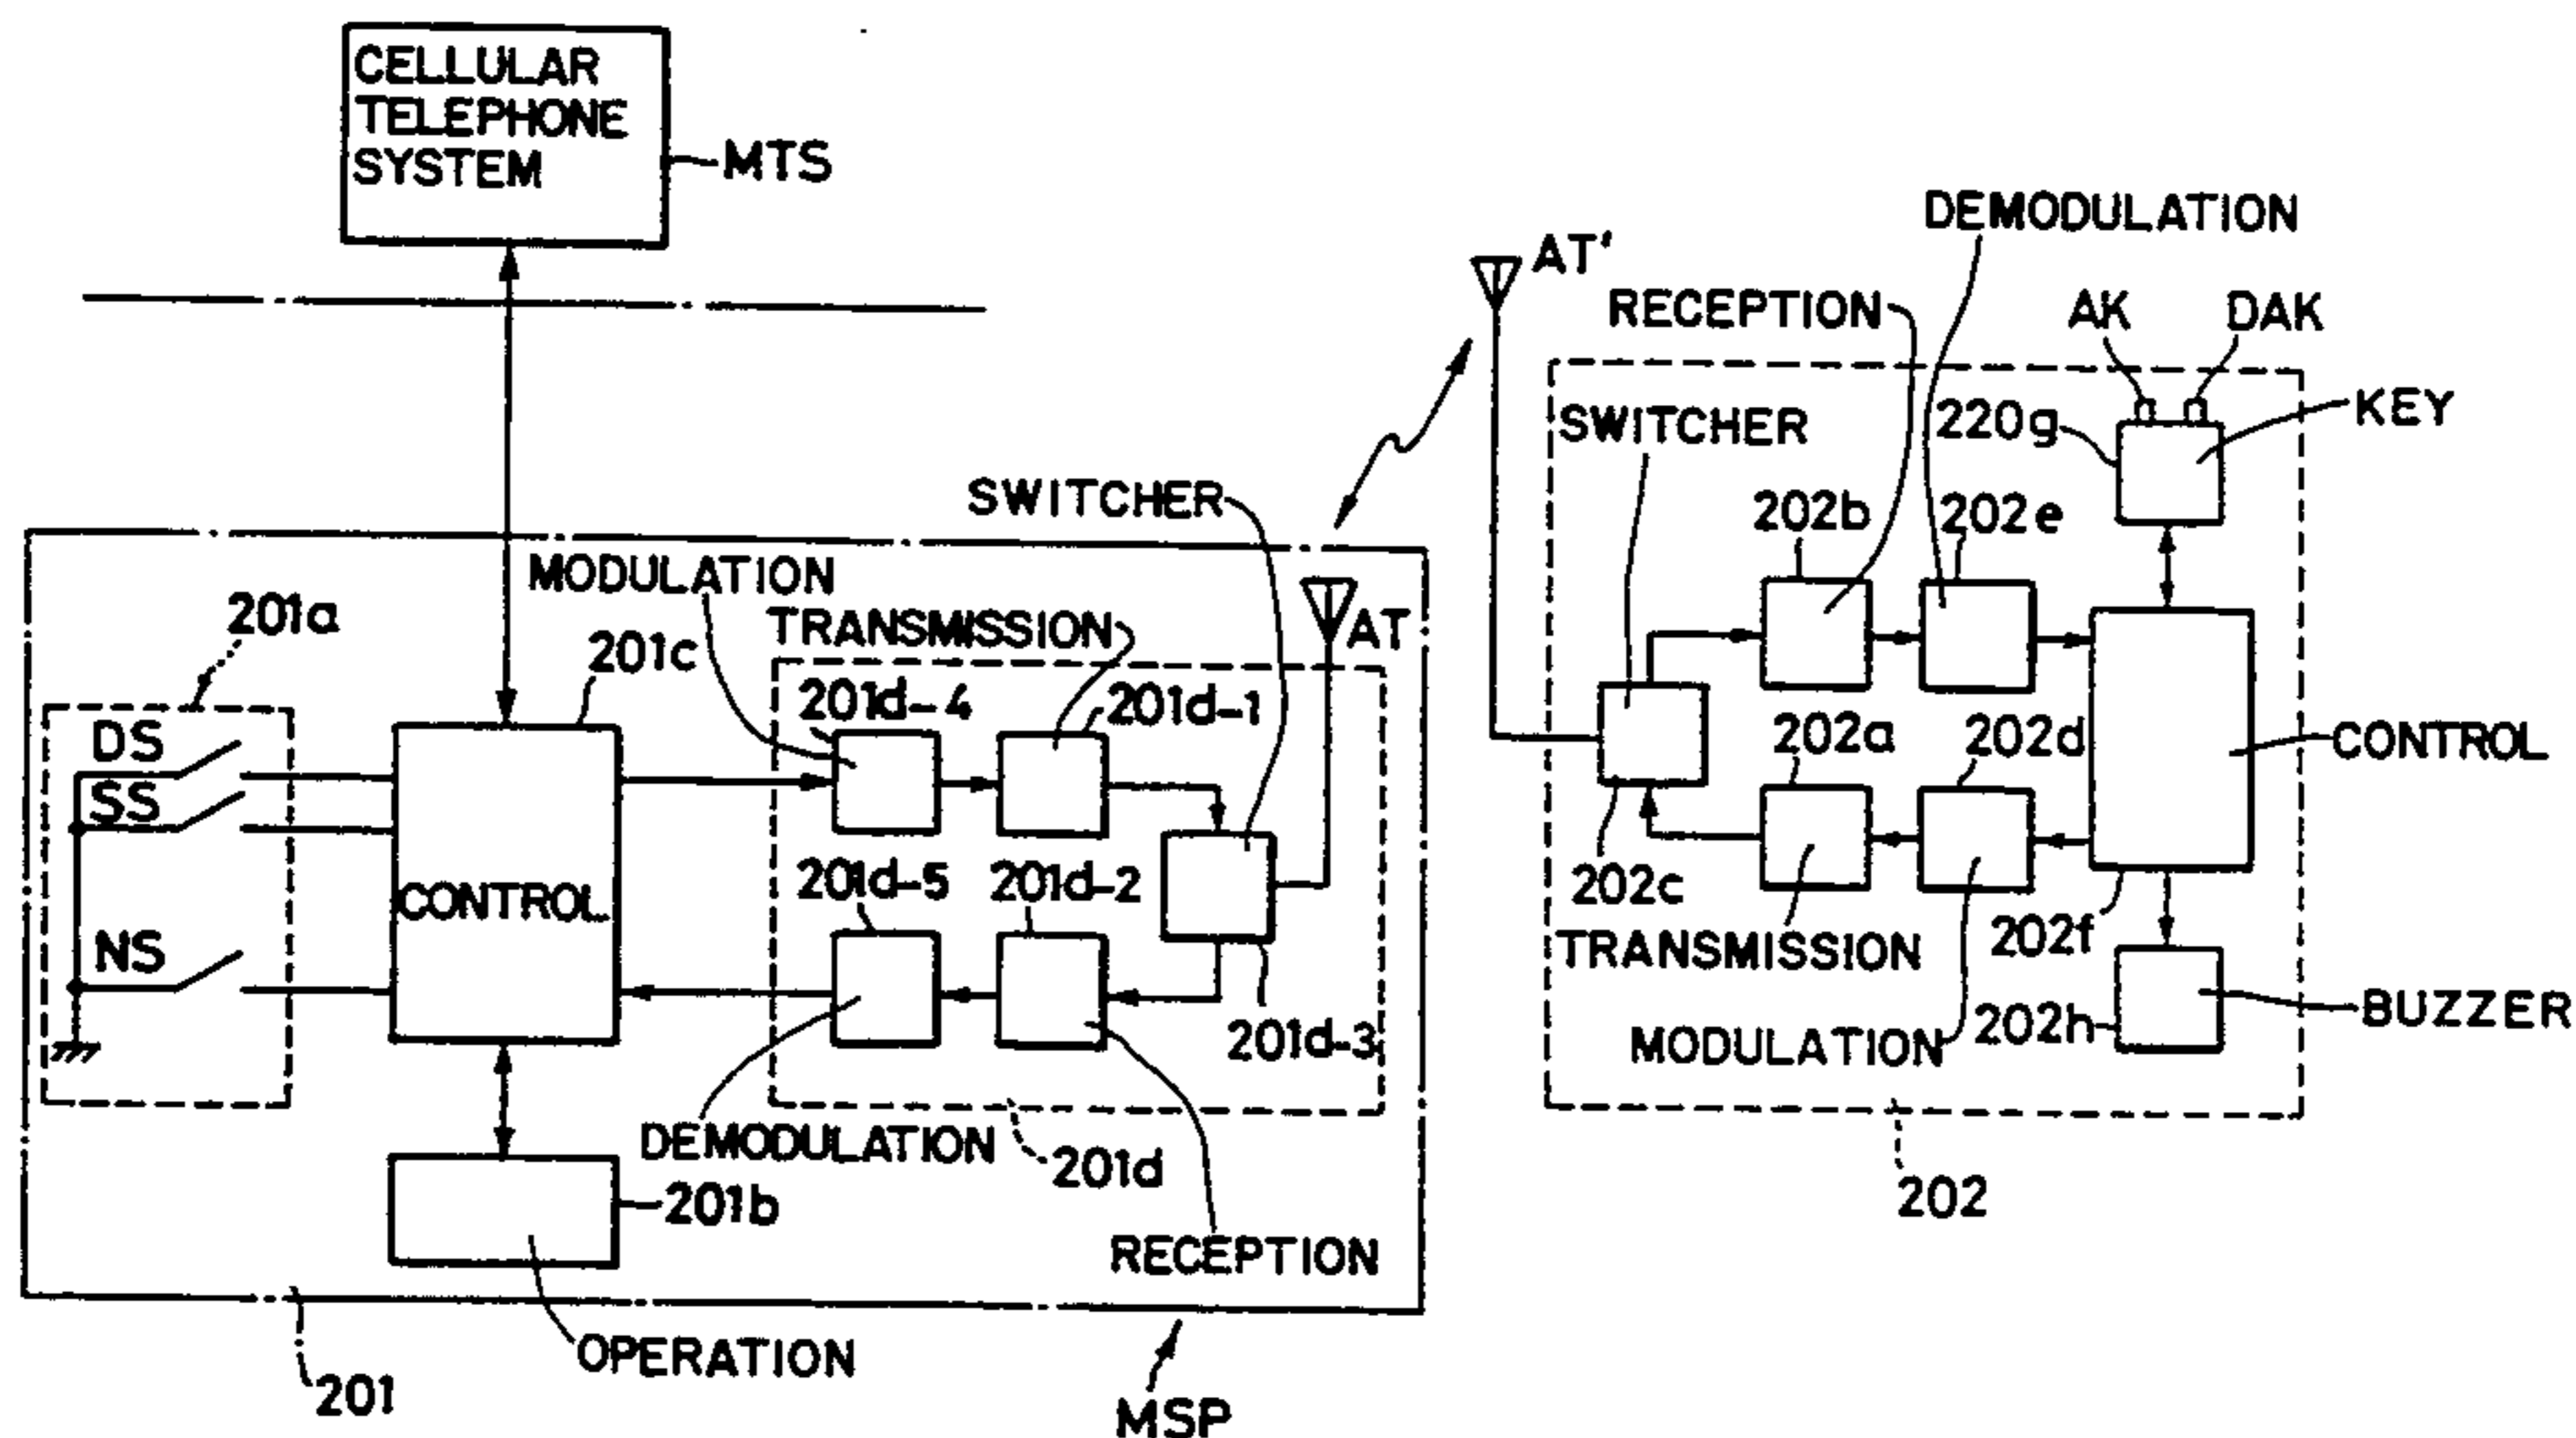 CELLULAR
TELEPHONE
SYSTEM
MTS
DEMODULATION
AT'
RECEPTION
AK
DAK
SWITCHER
220g
KEY
SWITCHER
202b
202e
MODULATION
201a
TRANSMISSION
AT
201c
201d-4
201d-1
DS
SS
202a
202d
CONTROL
201d-5
201d-2
CONTROL
202c
NS
TRANSMISSION
202f
201d-3
MODULATION
202h
BUZZER
DEMODULATION
201d
201b
202
RECEPTION
OPERATION
201
MSP